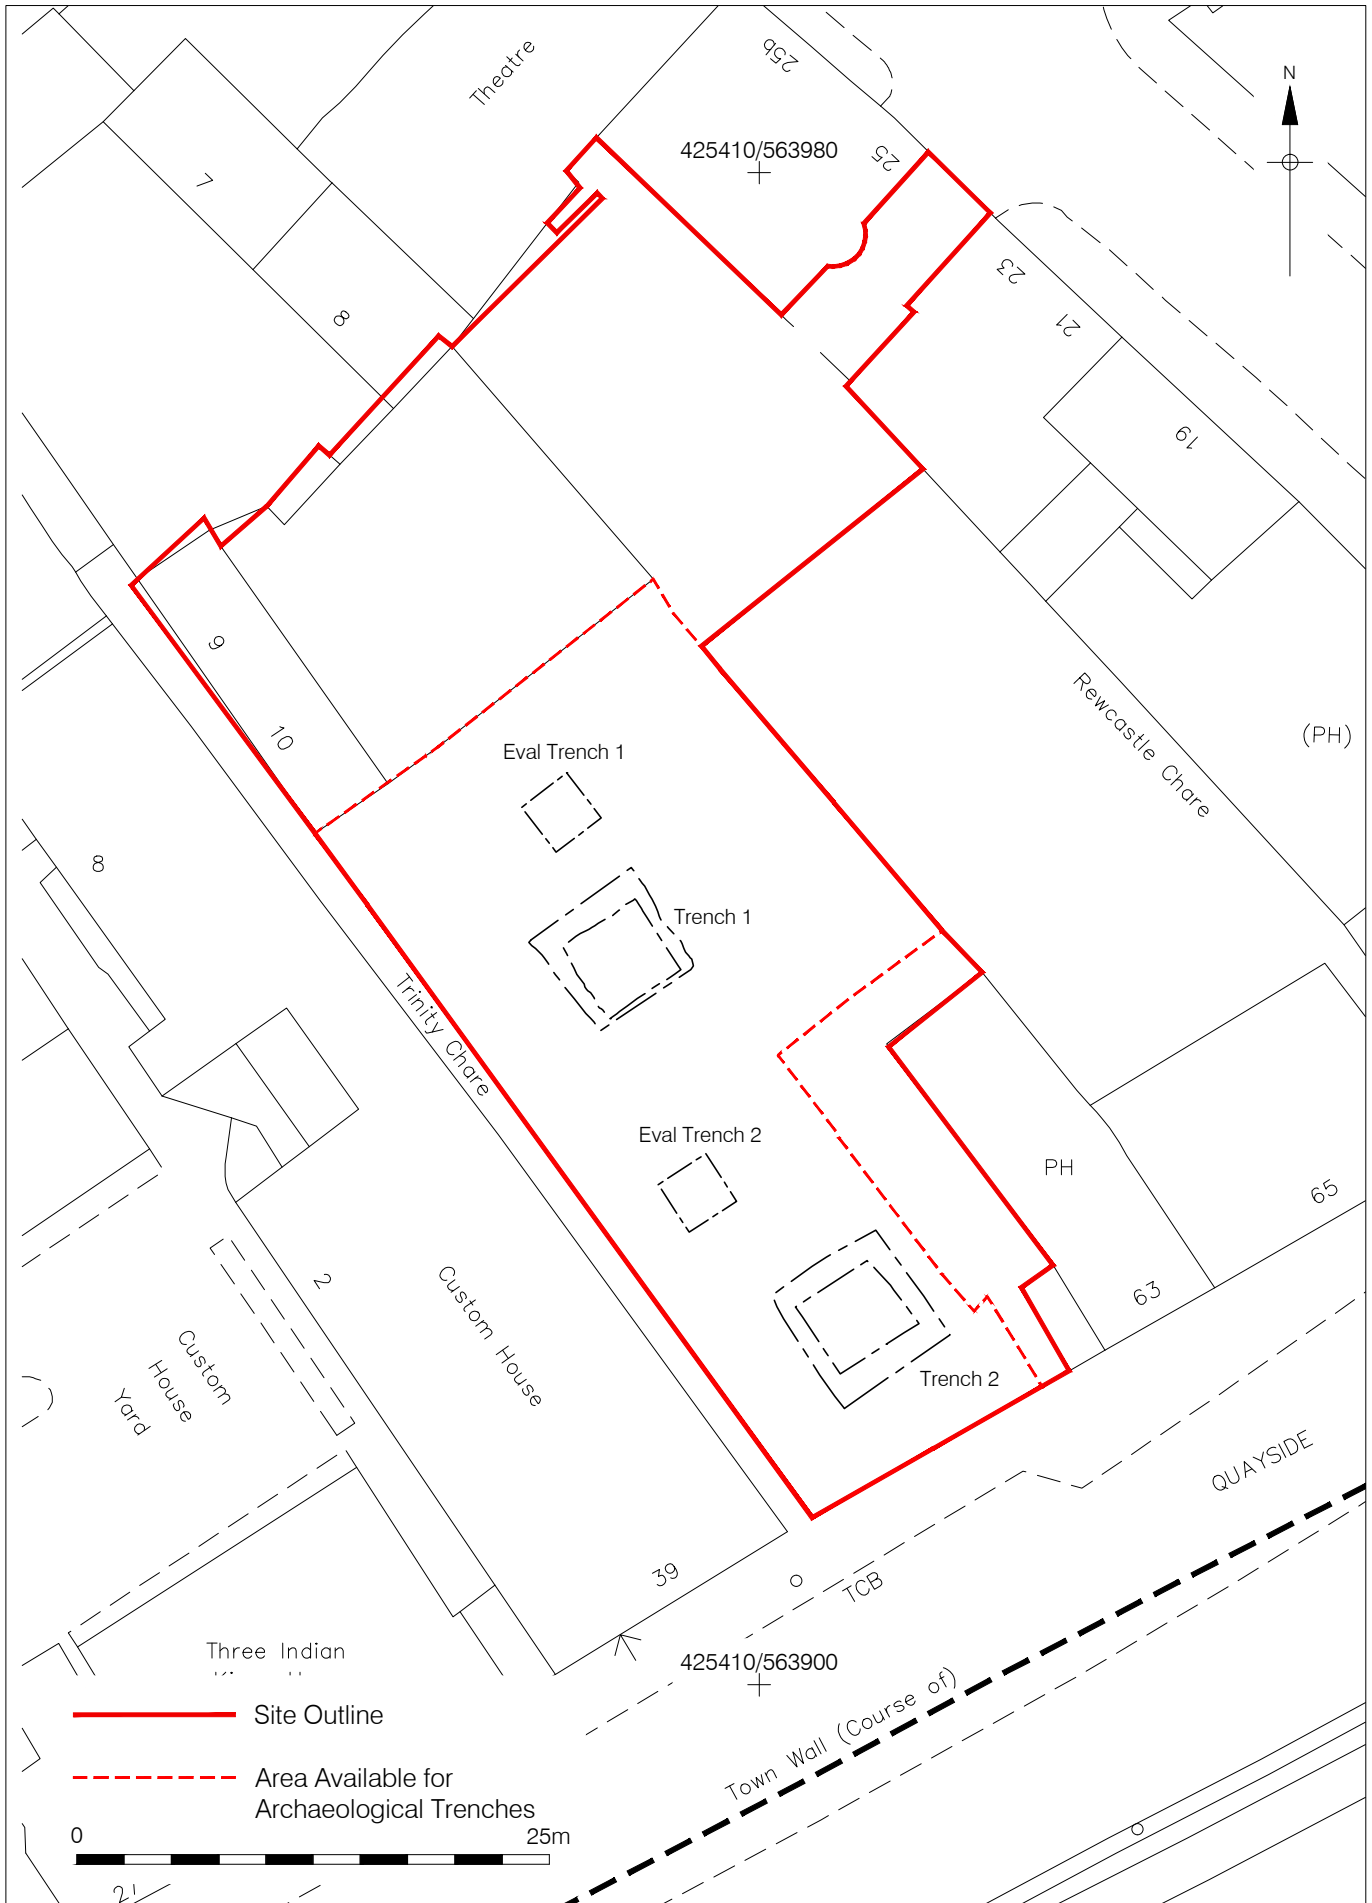 Theatre
25b
N
425410/563980
25
7
23
8
21
19
9
10
Rewcastle Chare
(PH)
Eval Trench 1
8
Trench 1
Trinity Chare
Eval Trench 2
PH
65
2
Custom House
63
Custom
House
Yard
Trench 2
QUAYSIDE
39
TCB
Three Indian
425410/563900
Town Wall (Course of)
Site Outline
Area Available for
Archaeological Trenches
0 25m